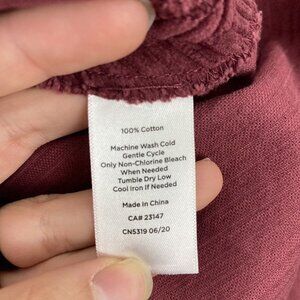 100% Cotton
Machine Wash Cold
Gentle Cycle
Only Non-Chlorine Bleach
When Needed
Tumble Dry Low
Cool Iron If Needed
Made in China
CA# 23147
CN5319 06/20